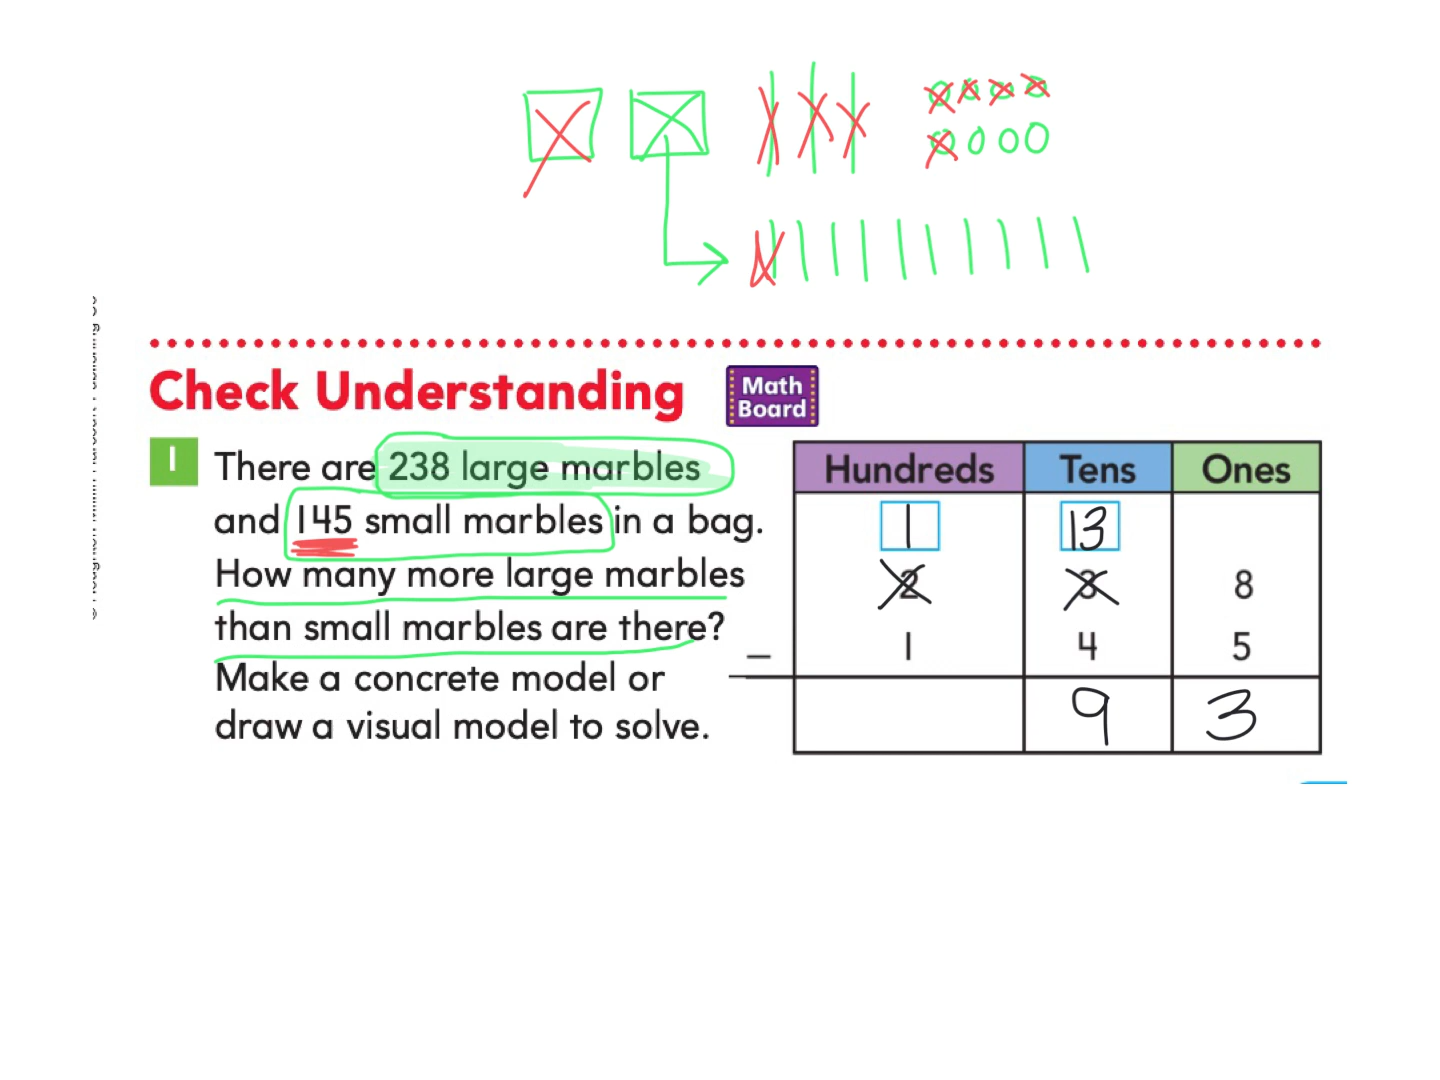 Check Understanding
Math
Board
1 There are 238 large marbles
and 145 small marbles in a bag.
How many more large marbles
than small marbles are there?
Make a concrete model or
draw a visual model to solve.
Hundreds Tens Ones
1 13
2 3 8
− 1 4 5
9 3